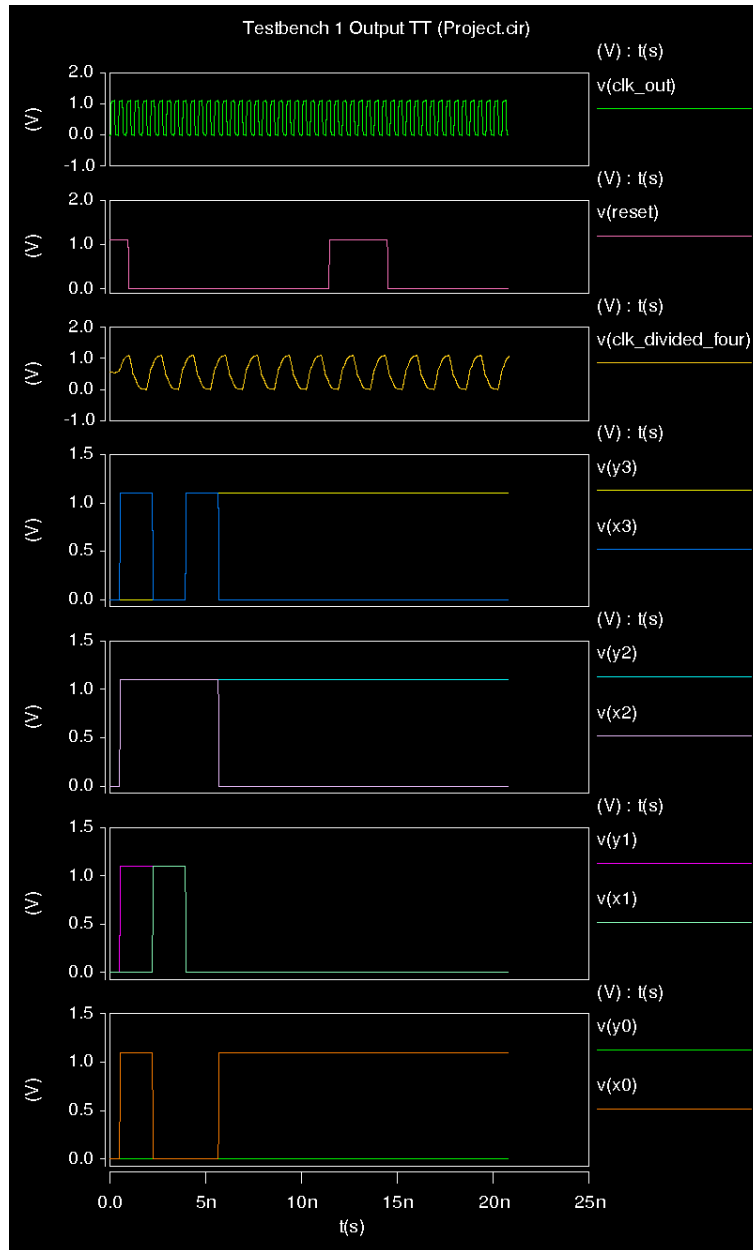 Testbench 1 Output TT (Project.cir)
(V) : t(s)
v(clk_out)
2.0
1.0
0.0
-1.0
(V)
(V) : t(s)
v(reset)
2.0
1.0
0.0
(V)
(V) : t(s)
v(clk_divided_four)
2.0
1.0
0.0
-1.0
(V)
(V) : t(s)
v(y3)
v(x3)
1.5
1.0
0.5
0.0
(V)
(V) : t(s)
v(y2)
v(x2)
1.5
1.0
0.5
0.0
(V)
(V) : t(s)
v(y1)
v(x1)
1.5
1.0
0.5
0.0
(V)
(V) : t(s)
v(y0)
v(x0)
1.5
1.0
0.5
0.0
(V)
0.0 5n 10n 15n 20n 25n
t(s)